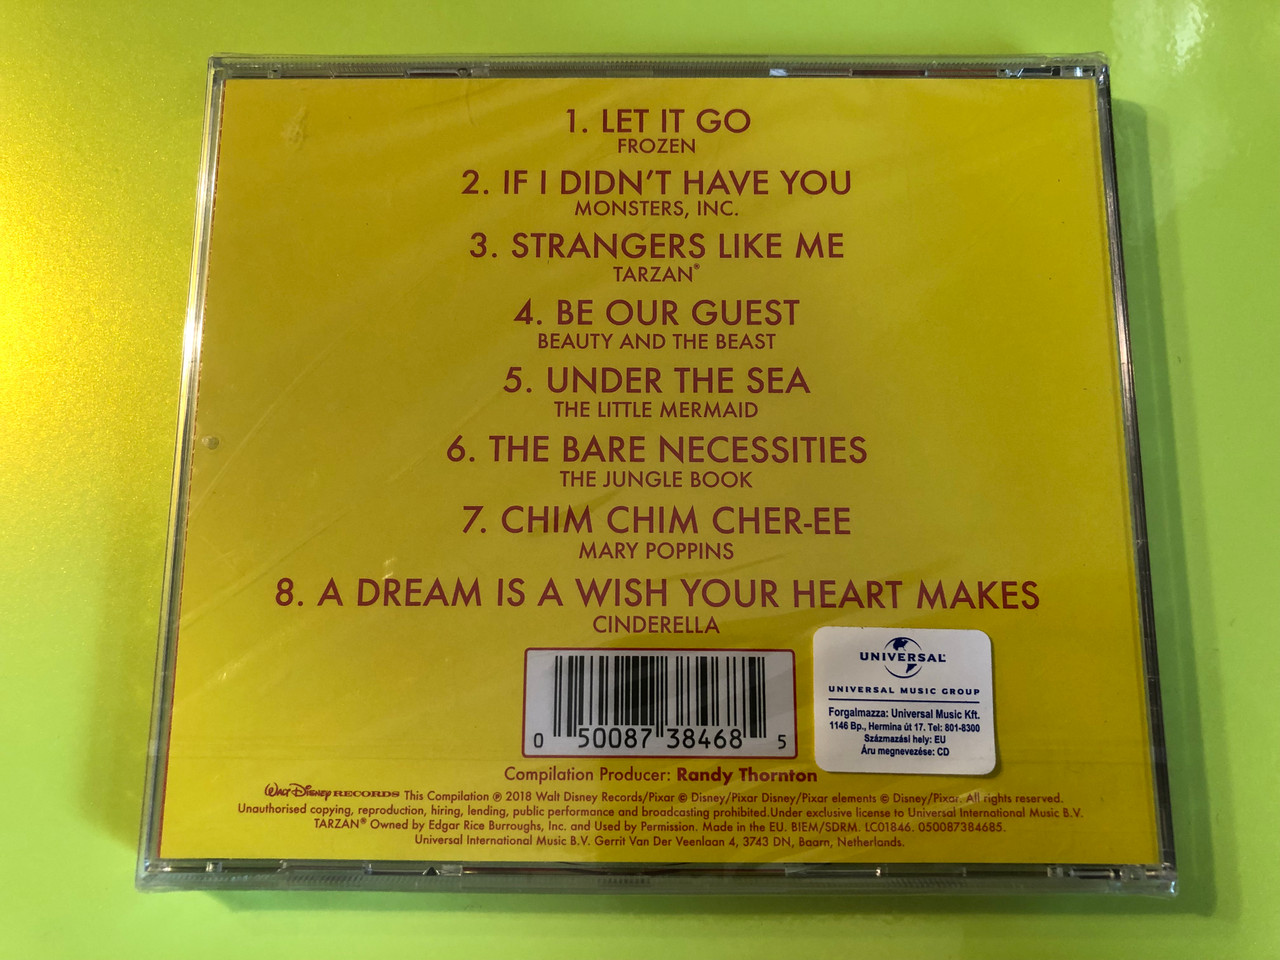 1. LET IT GO
FROZEN
2. IF I DIDN'T HAVE YOU
MONSTERS, INC.
3. STRANGERS LIKE ME
TARZAN®
4. BE OUR GUEST
BEAUTY AND THE BEAST
5. UNDER THE SEA
THE LITTLE MERMAID
6. THE BARE NECESSITIES
THE JUNGLE BOOK
7. CHIM CHIM CHER-EE
MARY POPPINS
8. A DREAM IS A WISH YOUR HEART MAKES
CINDERELLA
0 50087 38468 5
UNIVERSAL
UNIVERSAL MUSIC GROUP
Forgalmazza: Universal Music Kft.
1146 Bp., Hermina út 17. Tel: 801-8300
Származási hely: EU
Áru megnevezése: CD
Compilation Producer: Randy Thornton
WALT DISNEY RECORDS This Compilation ℗ 2018 Walt Disney Records/Pixar © Disney/Pixar Disney/Pixar elements © Disney/Pixar. All rights reserved.
Unauthorised copying, reproduction, hiring, lending, public performance and broadcasting prohibited.Under exclusive license to Universal International Music B.V.
TARZAN® Owned by Edgar Rice Burroughs, Inc. and Used by Permission. Made in the EU. BIEM/SDRM. LC01846. 050087384685.
Universal International Music B.V. Gerrit Van Der Veenlaan 4, 3743 DN, Baarn, Netherlands.